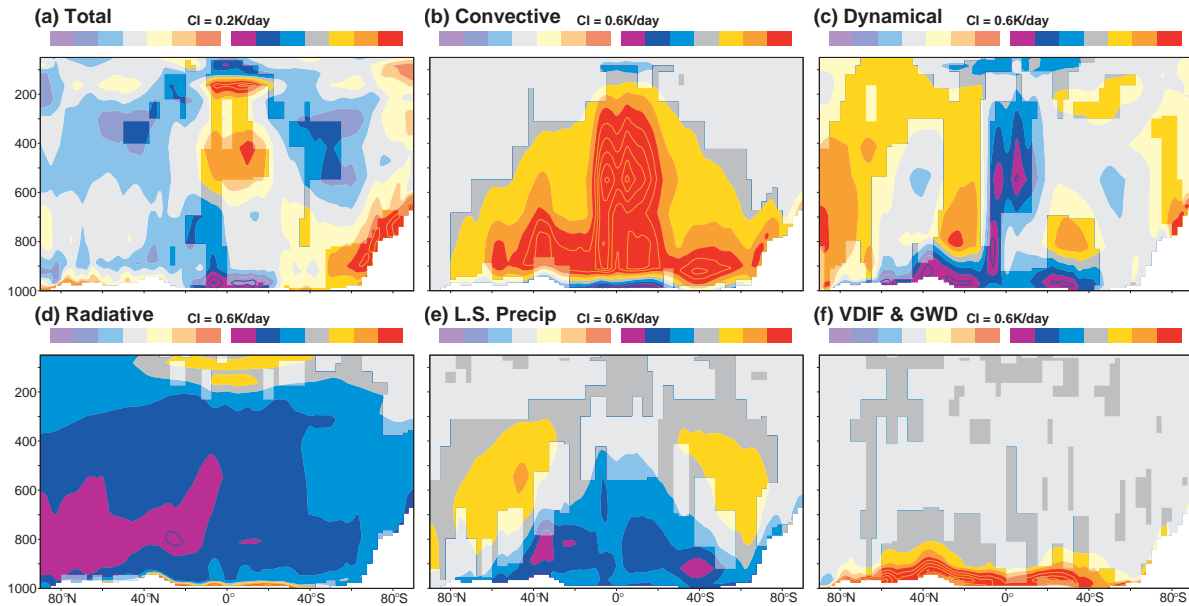 (a) Total CI = 0.2K/day
(b) Convective CI = 0.6K/day
(c) Dynamical CI = 0.6K/day
200
400
600
800
1000
(d) Radiative CI = 0.6K/day
(e) L.S. Precip CI = 0.6K/day
(f) VDIF & GWD CI = 0.6K/day
200
400
600
800
1000
80°N 40°N 0° 40°S 80°S
80°N 40°N 0° 40°S 80°S
80°N 40°N 0° 40°S 80°S